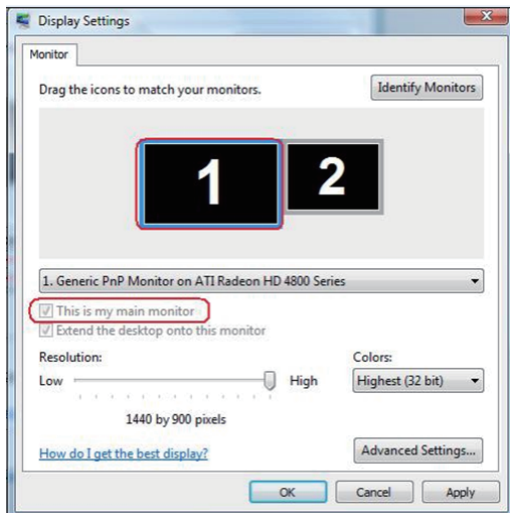 Display Settings
Monitor
Drag the icons to match your monitors.
Identify Monitors
1 2
1. Generic PnP Monitor on ATI Radeon HD 4800 Series
This is my main monitor
Extend the desktop onto this monitor
Resolution: Colors:
Low High Highest (32 bit)
1440 by 900 pixels
How do I get the best display? Advanced Settings...
OK Cancel Apply